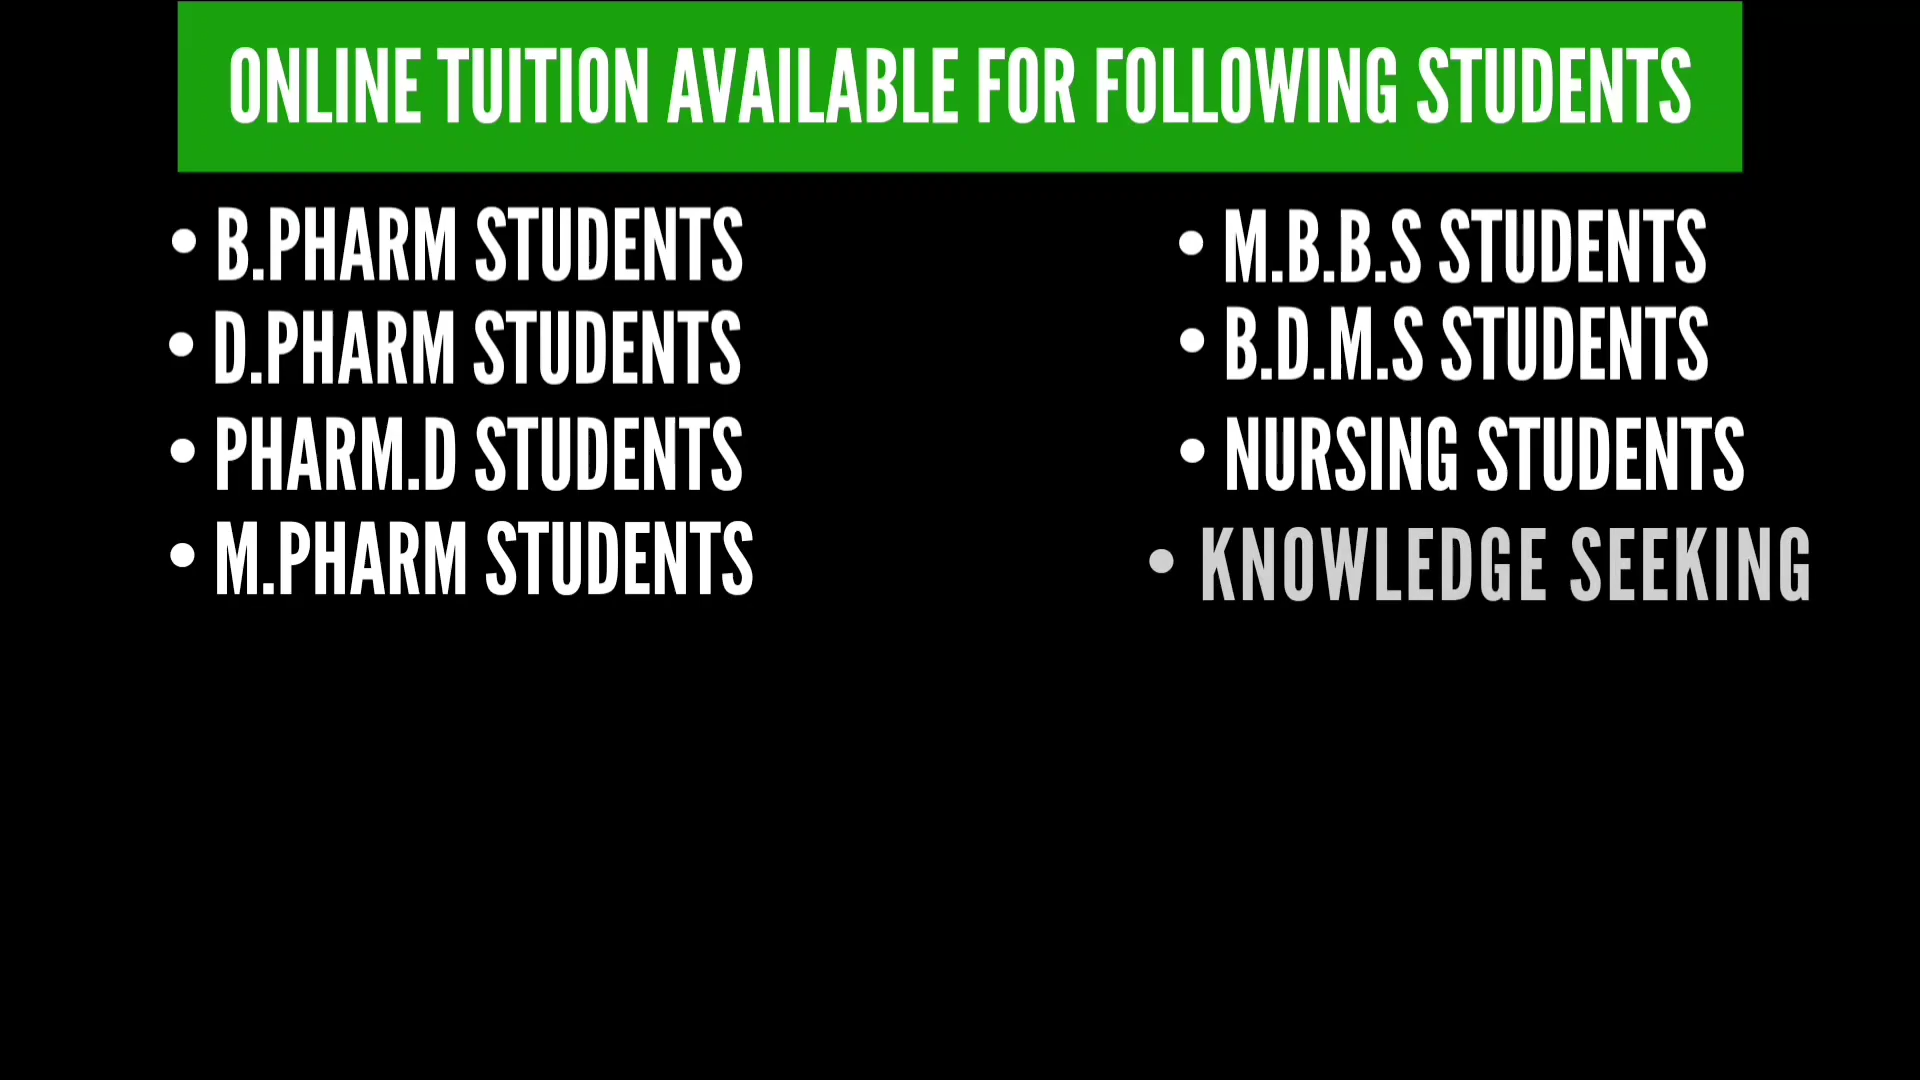 ONLINE TUITION AVAILABLE FOR FOLLOWING STUDENTS
• B.PHARM STUDENTS
• D.PHARM STUDENTS
• PHARM.D STUDENTS
• M.PHARM STUDENTS
• M.B.B.S STUDENTS
• B.D.M.S STUDENTS
• NURSING STUDENTS
• KNOWLEDGE SEEKING